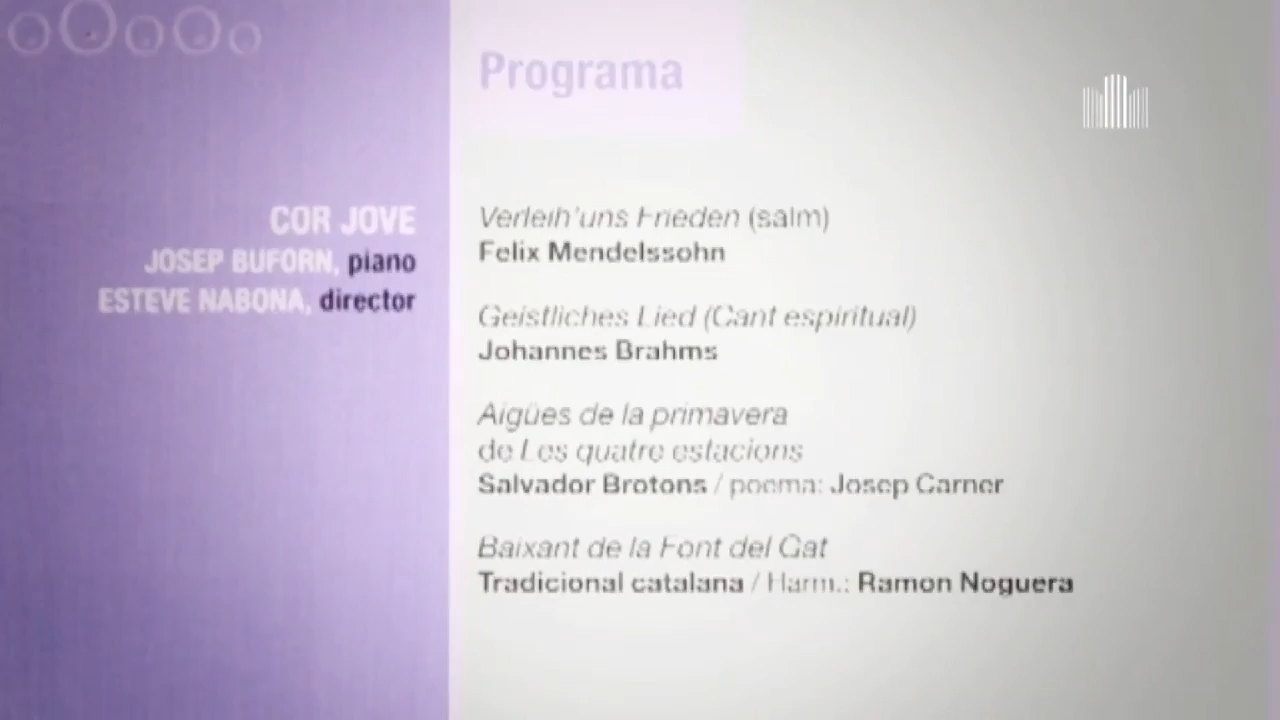 Programa
COR JOVE
JOSEP BUFORN, piano
ESTEVE NABONA, director
Verleih'uns Frieden (salm)
Felix Mendelssohn
Geistliches Lied (Cant espiritual)
Johannes Brahms
Aigües de la primavera
de Les quatre estacions
Salvador Brotons / poema: Josep Carner
Baixant de la Font del Gat
Tradicional catalana / Harm.: Ramon Noguera